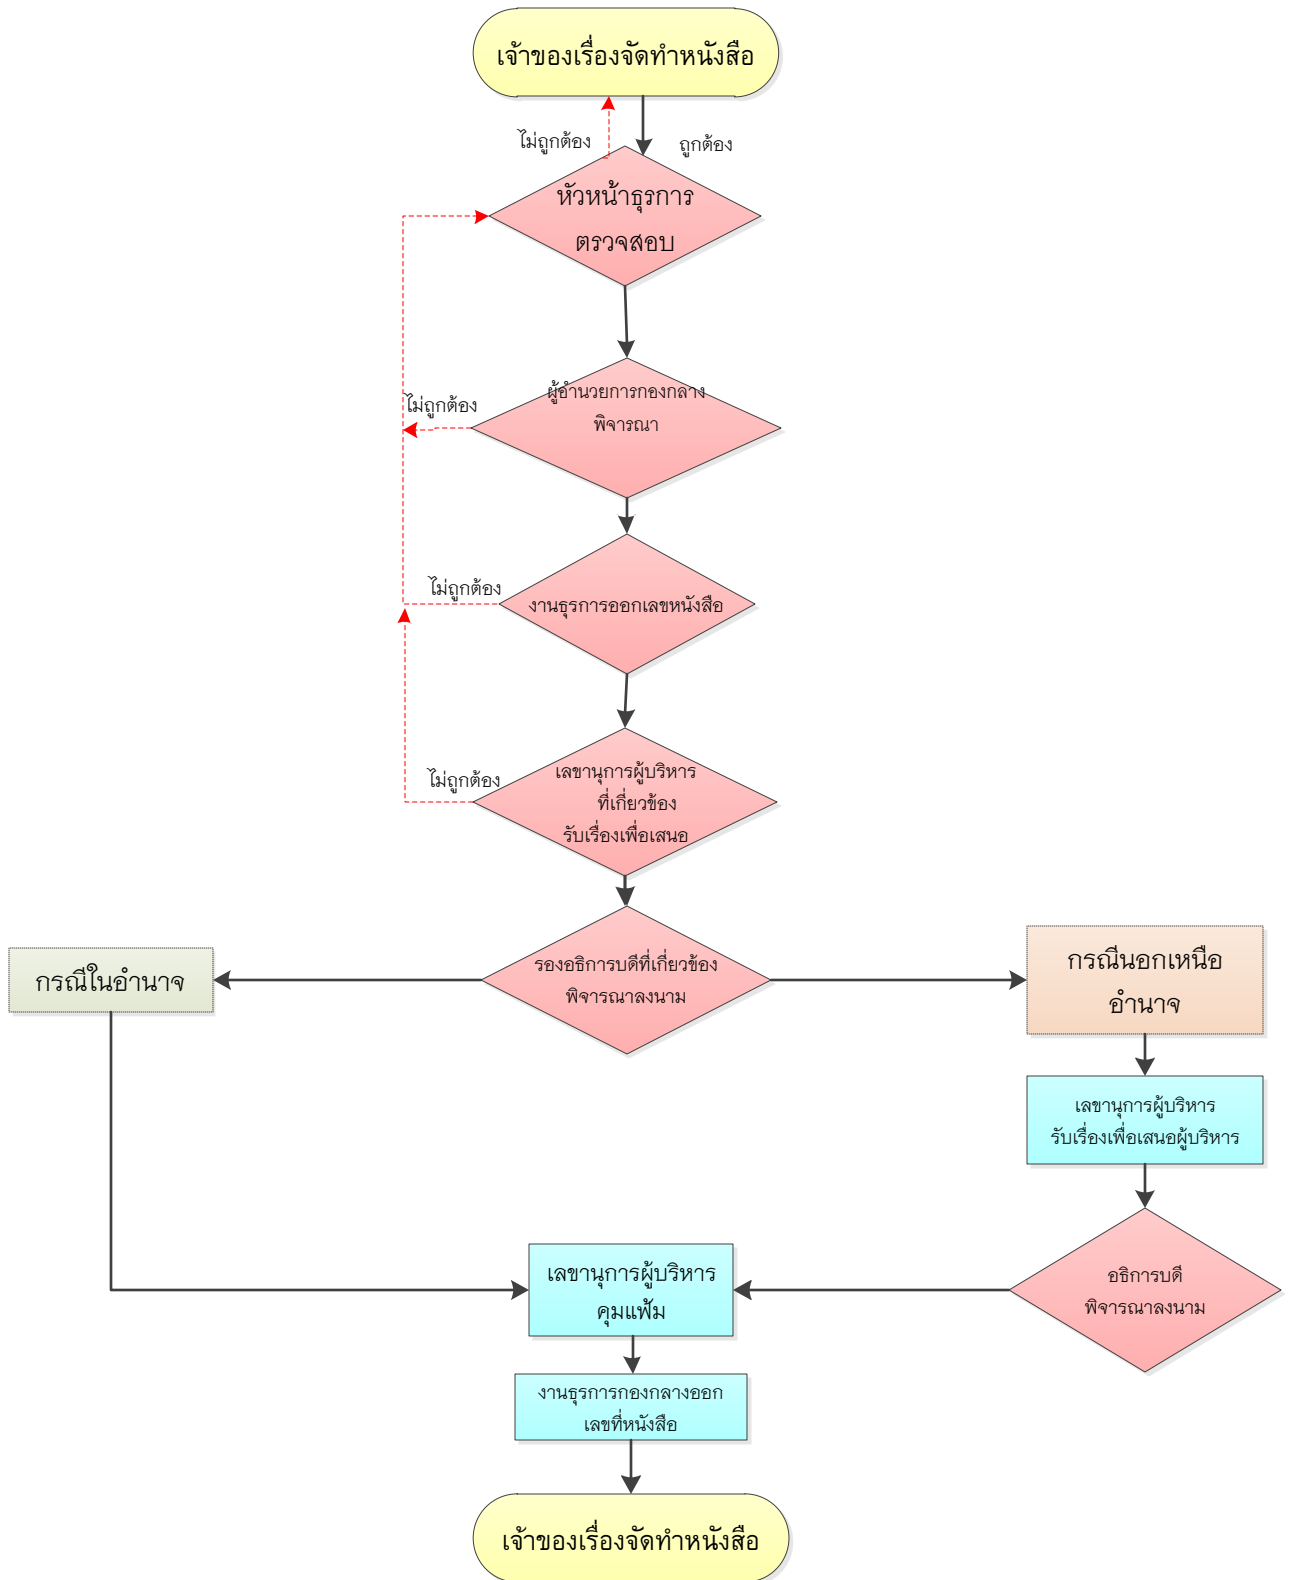 เจ้าของเรื่องจัดทำหนังสือ
ไม่ถูกต้อง
ถูกต้อง
หัวหน้าธุรการ
ตรวจสอบ
ผู้อำนวยการกองกลาง
พิจารณา
ไม่ถูกต้อง
ไม่ถูกต้อง
งานธุรการออกเลขหนังสือ
ไม่ถูกต้อง
เลขานุการผู้บริหาร
ที่เกี่ยวข้อง
รับเรื่องเพื่อเสนอ
กรณีในอำนาจ
รองอธิการบดีที่เกี่ยวข้อง
พิจารณาลงนาม
กรณีนอกเหนือ
อำนาจ
เลขานุการผู้บริหาร
รับเรื่องเพื่อเสนอผู้บริหาร
อธิการบดี
พิจารณาลงนาม
เลขานุการผู้บริหาร
คุมแฟ้ม
งานธุรการกองกลางออก
เลขที่หนังสือ
เจ้าของเรื่องจัดทำหนังสือ